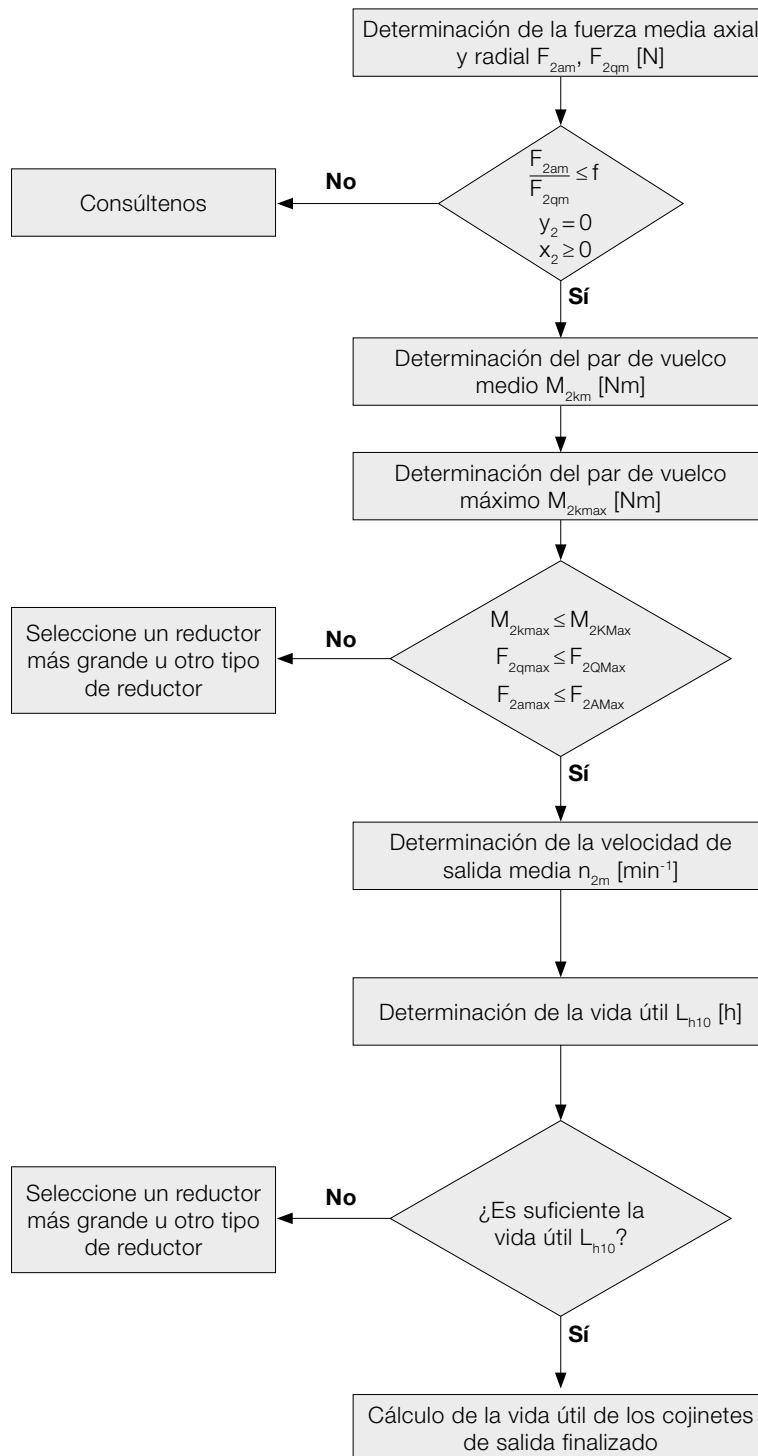 Determinación de la fuerza media axial
y radial F2am, F2qm [N]
F2am
F2qm
≤ f
y2 = 0
x2 ≥ 0
No
Consúltenos
Sí
Determinación del par de vuelco
medio M2km [Nm]
Determinación del par de vuelco
máximo M2kmax [Nm]
M2kmax ≤ M2KMax
F2qmax ≤ F2QMax
F2amax ≤ F2AMax
No
Seleccione un reductor
más grande u otro tipo
de reductor
Sí
Determinación de la velocidad de
salida media n2m [min-1]
Determinación de la vida útil Lh10 [h]
¿Es suficiente la
vida útil Lh10?
No
Seleccione un reductor
más grande u otro tipo
de reductor
Sí
Cálculo de la vida útil de los cojinetes
de salida finalizado